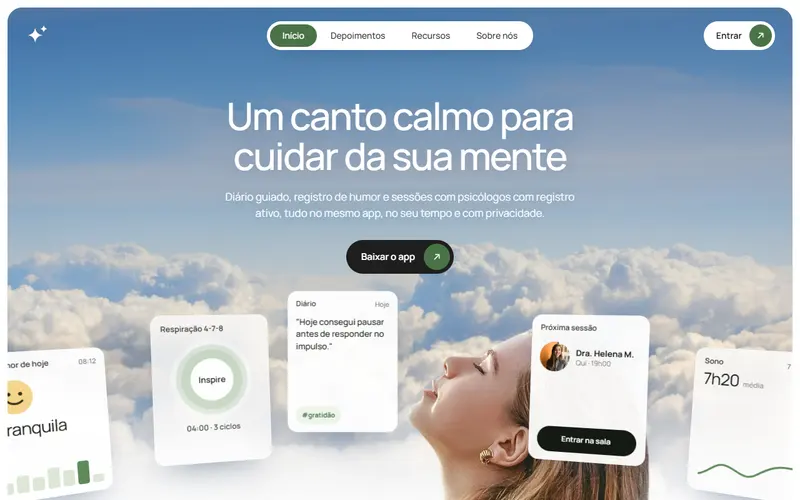 Início
Depoimentos
Recursos
Sobre nós
Entrar
Um canto calmo para
cuidar da sua mente
Diário guiado, registro de humor e sessões com psicólogos com registro
ativo, tudo no mesmo app, no seu tempo e com privacidade.
Baixar o app
hor de hoje
08:12
ranquila
Respiração 4-7-8
Inspire
04:00 · 3 ciclos
Diário
Hoje
"Hoje consegui pausar
antes de responder no
impulso."
#gratidão
Próxima sessão
Dra. Helena M.
Qui · 19h00
Entrar na sala
Sono
7
7h20 média